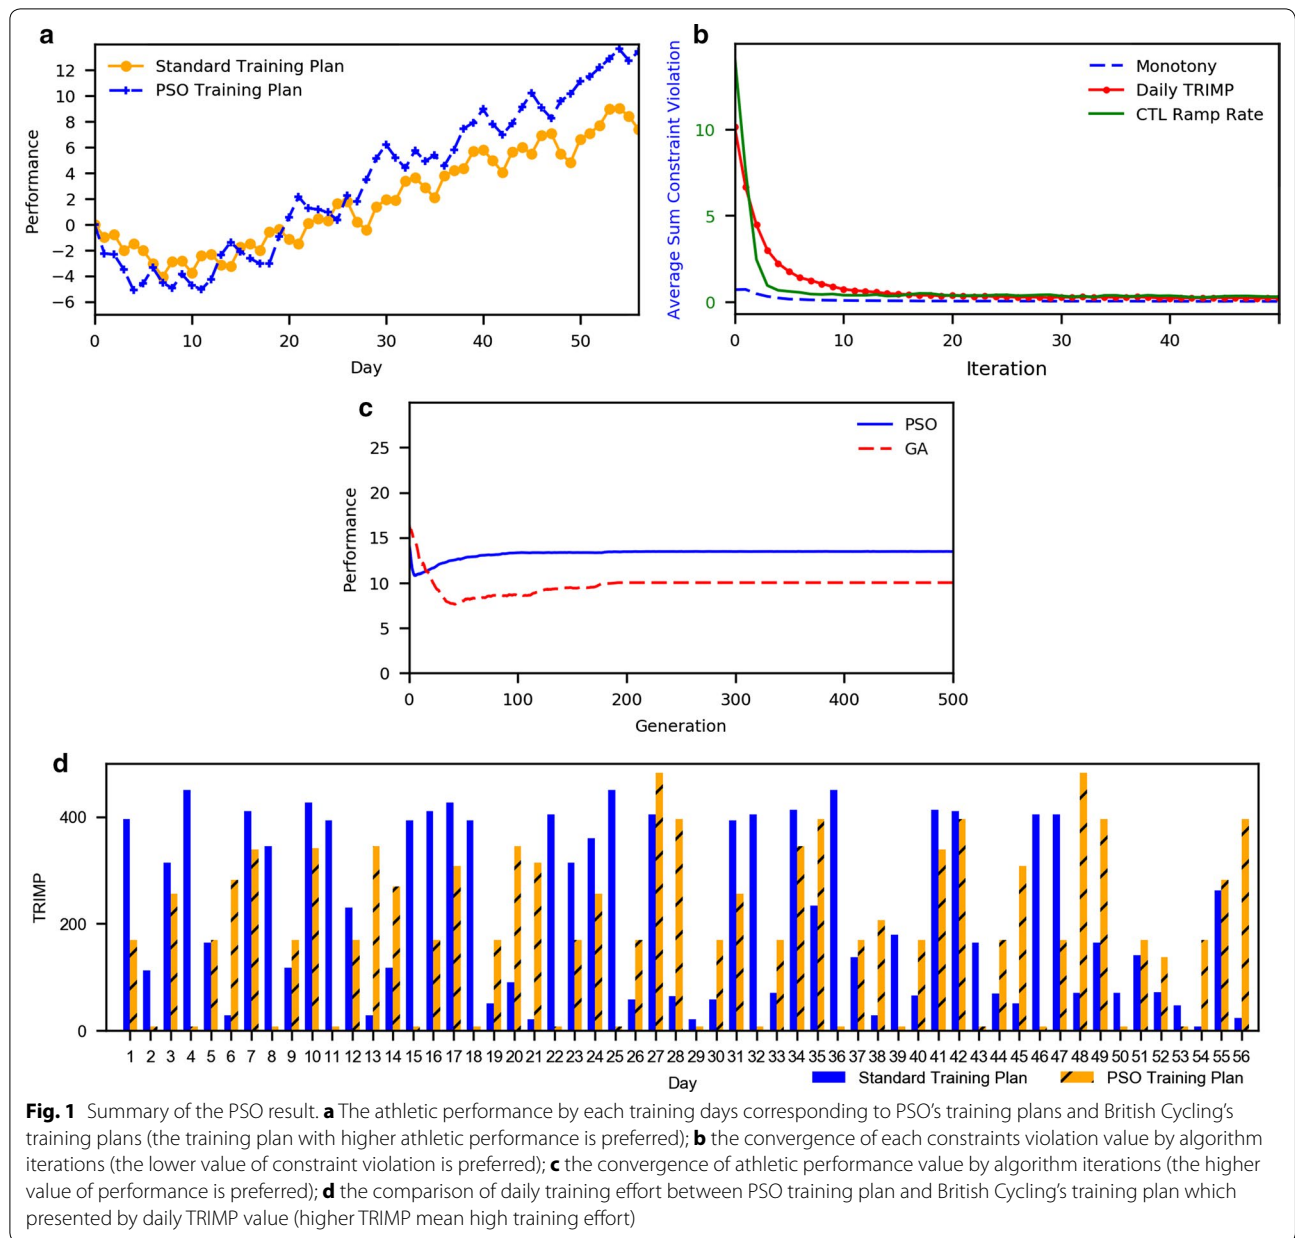 a
Standard Training Plan
PSO Training Plan
12
10
8
6
4
2
0
−2
−4
−6
Performance
0 10 20 30 40 50
Day
b
Monotony
Daily TRIMP
CTL Ramp Rate
10
5
0
Average Sum Constraint Violation
0 10 20 30 40
Iteration
c
PSO
GA
25
20
15
10
5
0
Performance
0 100 200 300 400 500
Generation
d
400
200
0
TRIMP
1 2 3 4 5 6 7 8 9 10 11 12 13 14 15 16 17 18 19 20 21 22 23 24 25 26 27 28 29 30 31 32 33 34 35 36 37 38 39 40 41 42 43 44 45 46 47 48 49 50 51 52 53 54 55 56
Day
Standard Training Plan PSO Training Plan
Fig. 1 Summary of the PSO result. a The athletic performance by each training days corresponding to PSO's training plans and British Cycling's
training plans (the training plan with higher athletic performance is preferred); b the convergence of each constraints violation value by algorithm
iterations (the lower value of constraint violation is preferred); c the convergence of athletic performance value by algorithm iterations (the higher
value of performance is preferred); d the comparison of daily training effort between PSO training plan and British Cycling's training plan which
presented by daily TRIMP value (higher TRIMP mean high training effort)